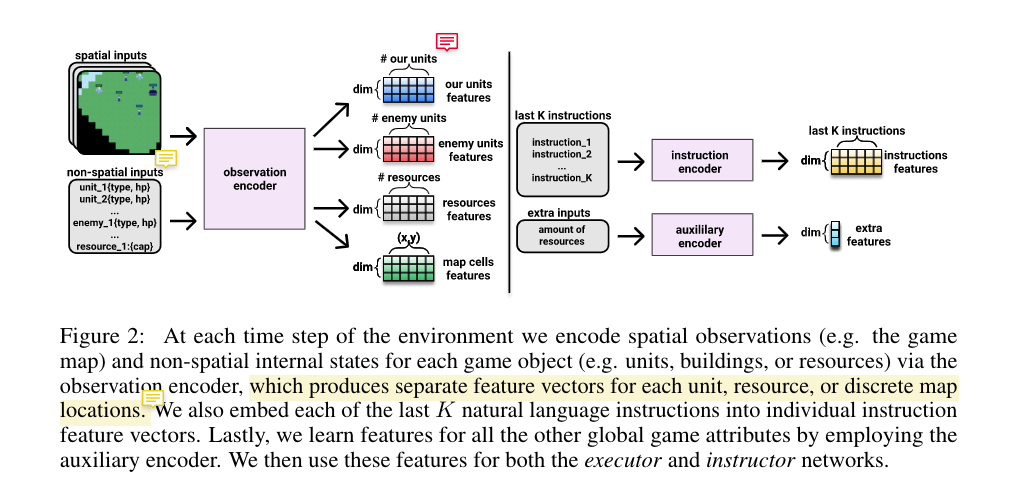 spatial inputs
non-spatial inputs
unit_1{type, hp}
unit_2{type, hp}
...
enemy_1{type, hp}
...
resource_1:{cap}
observation
encoder
# our units
dim
our units
features
# enemy units
dim
enemy units
features
# resources
dim
resources
features
(x,y)
dim
map cells
features
last K instructions
instruction_1
instruction_2
...
instruction_K
instruction
encoder
last K instructions
dim
instructions
features
extra inputs
amount of
resources
auxililary
encoder
dim
extra
features
Figure 2: At each time step of the environment we encode spatial observations (e.g. the game
map) and non-spatial internal states for each game object (e.g. units, buildings, or resources) via the
observation encoder, which produces separate feature vectors for each unit, resource, or discrete map
locations. We also embed each of the last K natural language instructions into individual instruction
feature vectors. Lastly, we learn features for all the other global game attributes by employing the
auxiliary encoder. We then use these features for both the executor and instructor networks.